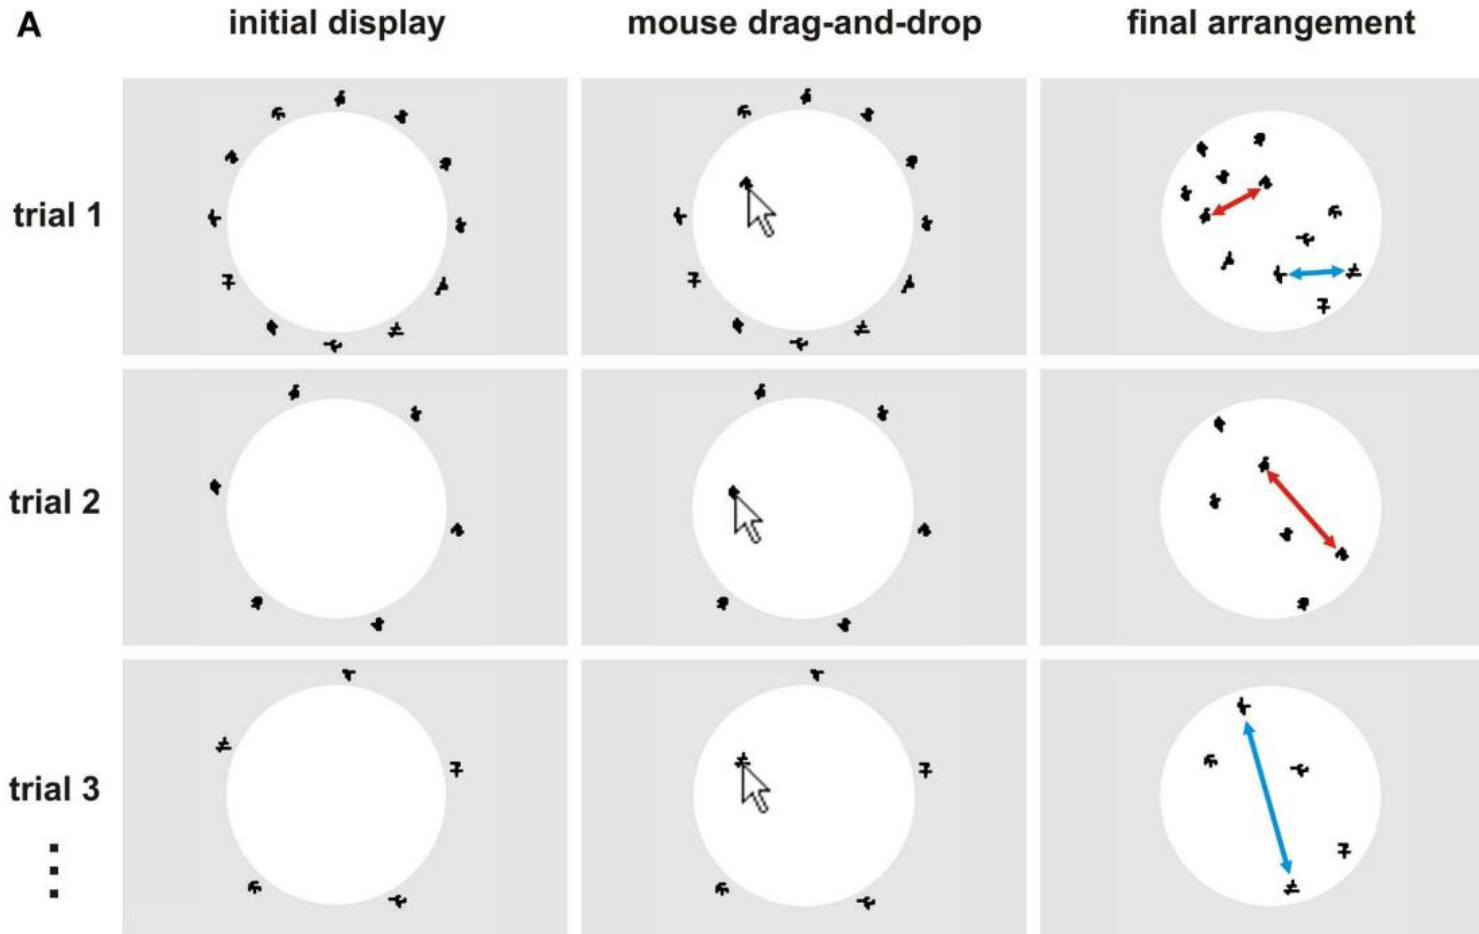 A
initial display
mouse drag-and-drop
final arrangement
trial 1
trial 2
trial 3